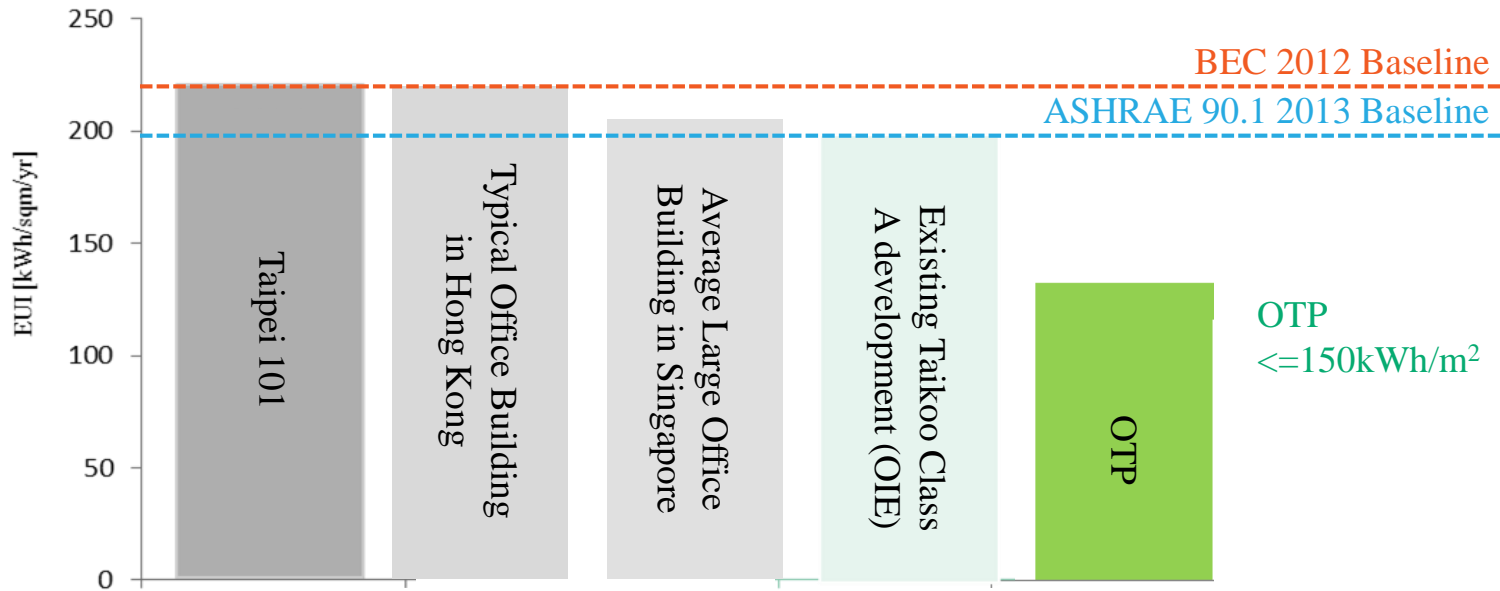 250
200
150
100
50
0
EUI [kWh/sqm/yr]
BEC 2012 Baseline
ASHRAE 90.1 2013 Baseline
Taipei 101
Typical Office Building
in Hong Kong
Average Large Office
Building in Singapore
Existing Taikoo Class
A development (OIE)
OTP
OTP
<=150kWh/m²